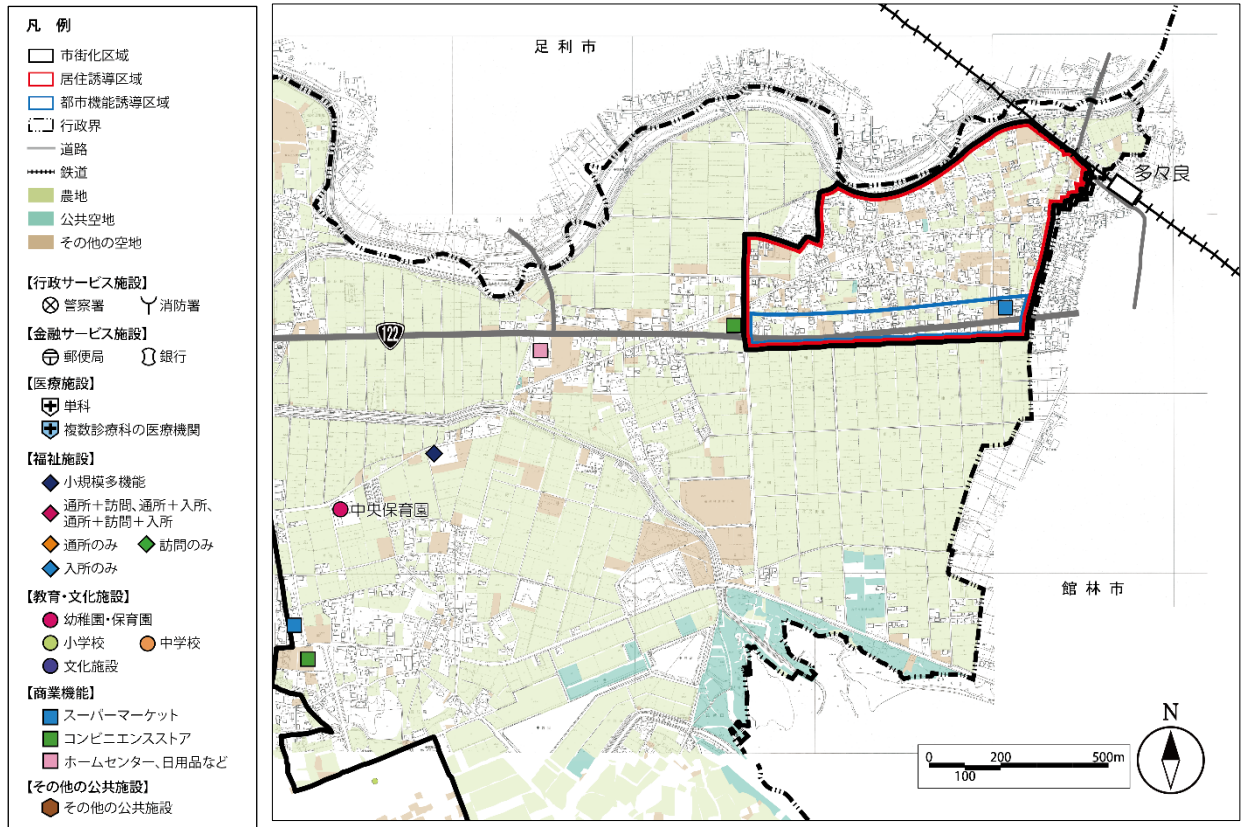 凡 例
市街化区域
居住誘導区域
都市機能誘導区域
行政界
道路
鉄道
農地
公共空地
その他の空地
【行政サービス施設】
警察署 消防署
【金融サービス施設】
郵便局 銀行
【医療施設】
単科
複数診療科の医療機関
【福祉施設】
小規模多機能
通所＋訪問、通所＋入所、
通所＋訪問＋入所
通所のみ 訪問のみ
入所のみ
【教育・文化施設】
幼稚園・保育園
小学校 中学校
文化施設
【商業機能】
スーパーマーケット
コンビニエンスストア
ホームセンター、日用品など
【その他の公共施設】
その他の公共施設
足利市
多々良
122
中央保育園
館林市
N
0 200 500m
100